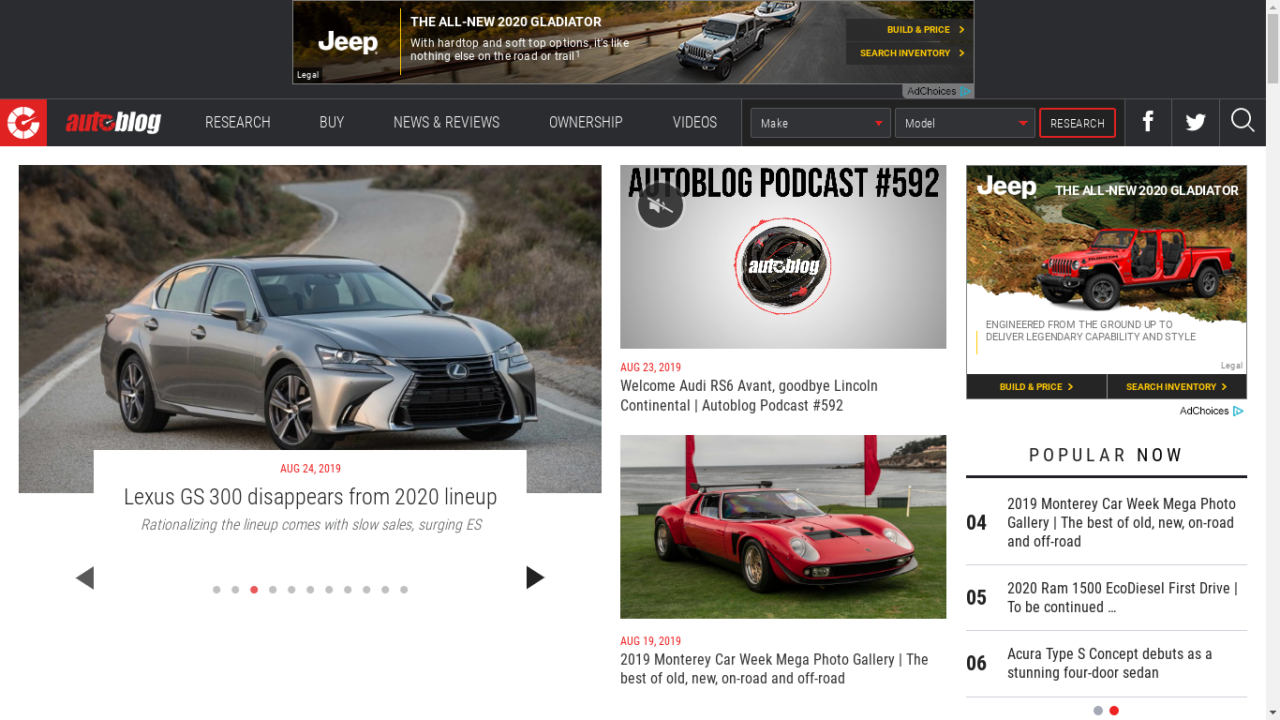 Jeep
THE ALL-NEW 2020 GLADIATOR
With hardtop and soft top options, it's like
nothing else on the road or trail¹
Legal
BUILD & PRICE
SEARCH INVENTORY
AdChoices
autoblog
RESEARCH
BUY
NEWS & REVIEWS
OWNERSHIP
VIDEOS
Make
Model
RESEARCH
AUG 24, 2019
Lexus GS 300 disappears from 2020 lineup
Rationalizing the lineup comes with slow sales, surging ES
AUTOBLOG PODCAST #592
autoblog
AUG 23, 2019
Welcome Audi RS6 Avant, goodbye Lincoln
Continental | Autoblog Podcast #592
AUG 19, 2019
2019 Monterey Car Week Mega Photo Gallery | The
best of old, new, on-road and off-road
Jeep
THE ALL-NEW 2020 GLADIATOR
ENGINEERED FROM THE GROUND UP TO
DELIVER LEGENDARY CAPABILITY AND STYLE
Legal
BUILD & PRICE
SEARCH INVENTORY
AdChoices
POPULAR NOW
04
2019 Monterey Car Week Mega Photo
Gallery | The best of old, new, on-road
and off-road
05
2020 Ram 1500 EcoDiesel First Drive |
To be continued ...
06
Acura Type S Concept debuts as a
stunning four-door sedan